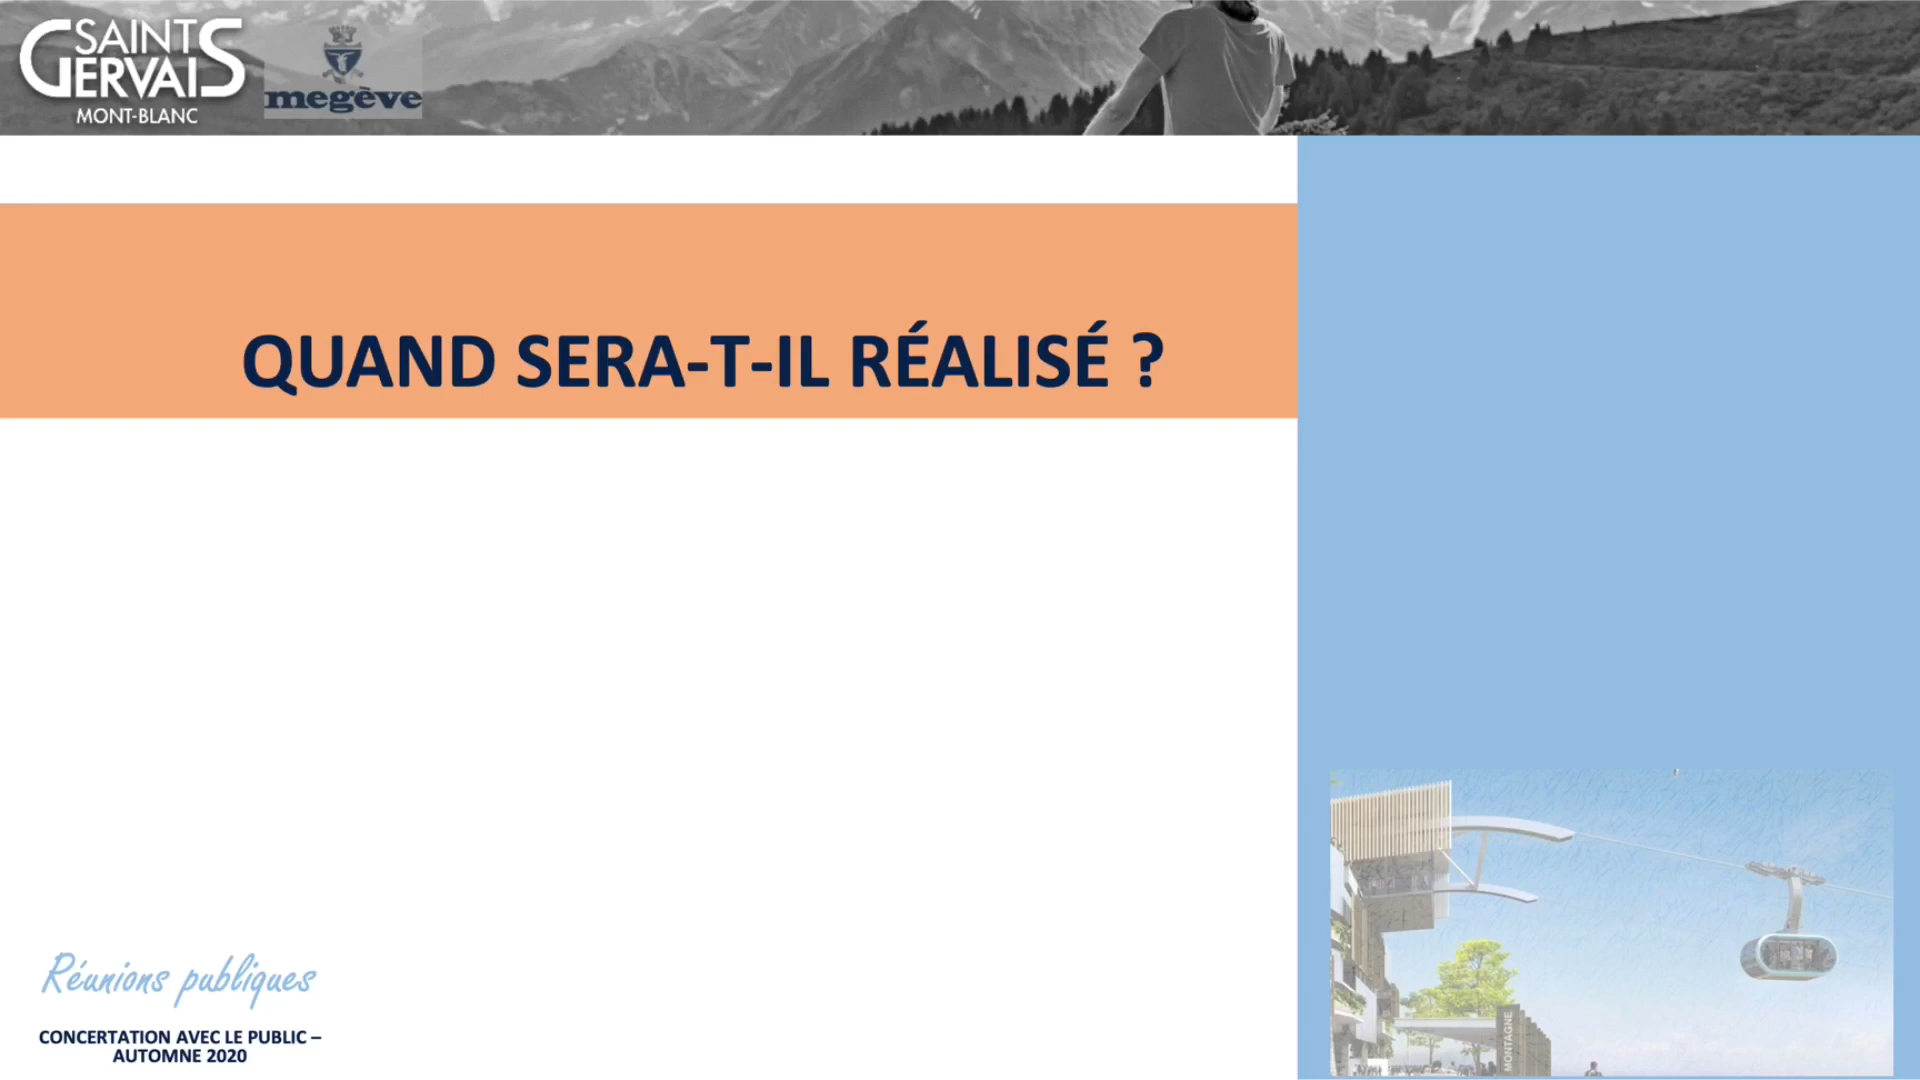 SAINT
GERVAIS
MONT-BLANC
megève
QUAND SERA-T-IL RÉALISÉ ?
MONTAGNE
Réunions publiques
CONCERTATION AVEC LE PUBLIC –
AUTOMNE 2020